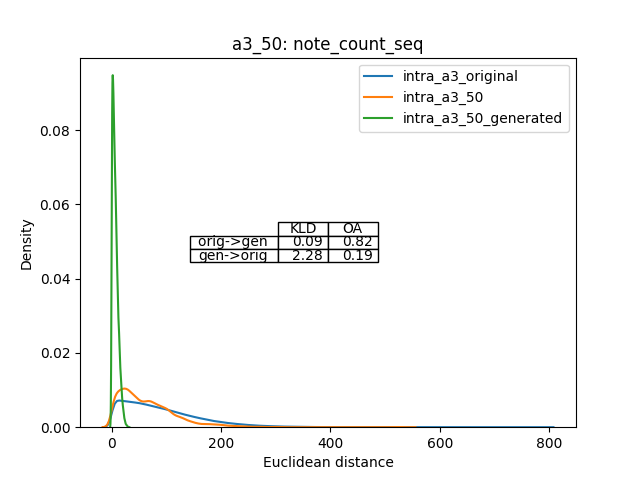 a3_50: note_count_seq
intra_a3_original
intra_a3_50
intra_a3_50_generated
0.08
0.06
0.04
0.02
0.00
Density
KLD OA
orig->gen 0.09 0.82
gen->orig 2.28 0.19
0 200 400 600 800
Euclidean distance